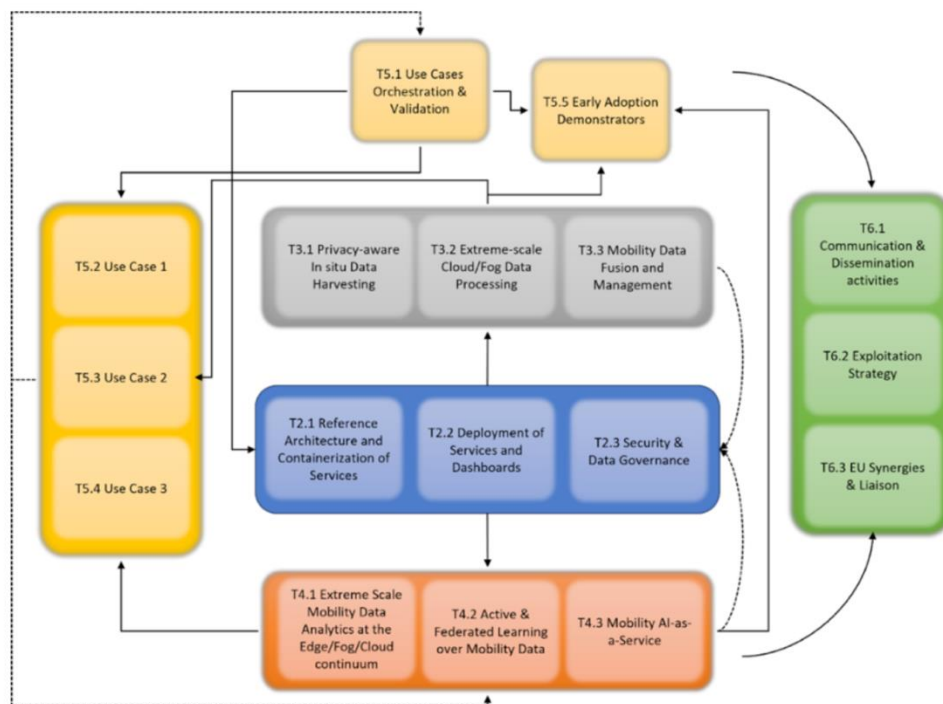 T5.1 Use Cases
Orchestration &
Validation
T5.5 Early Adoption
Demonstrators
T5.2 Use Case 1
T5.3 Use Case 2
T5.4 Use Case 3
T3.1 Privacy-aware
In situ Data
Harvesting
T3.2 Extreme-scale
Cloud/Fog Data
Processing
T3.3 Mobility Data
Fusion and
Management
T2.1 Reference
Architecture and
Containerization of
Services
T2.2 Deployment of
Services and
Dashboards
T2.3 Security &
Data Governance
T4.1 Extreme Scale
Mobility Data
Analytics at the
Edge/Fog/Cloud
continuum
T4.2 Active &
Federated Learning
over Mobility Data
T4.3 Mobility AI-as-
a-Service
T6.1
Communication &
Dissemination
activities
T6.2 Exploitation
Strategy
T6.3 EU Synergies
& Liaison